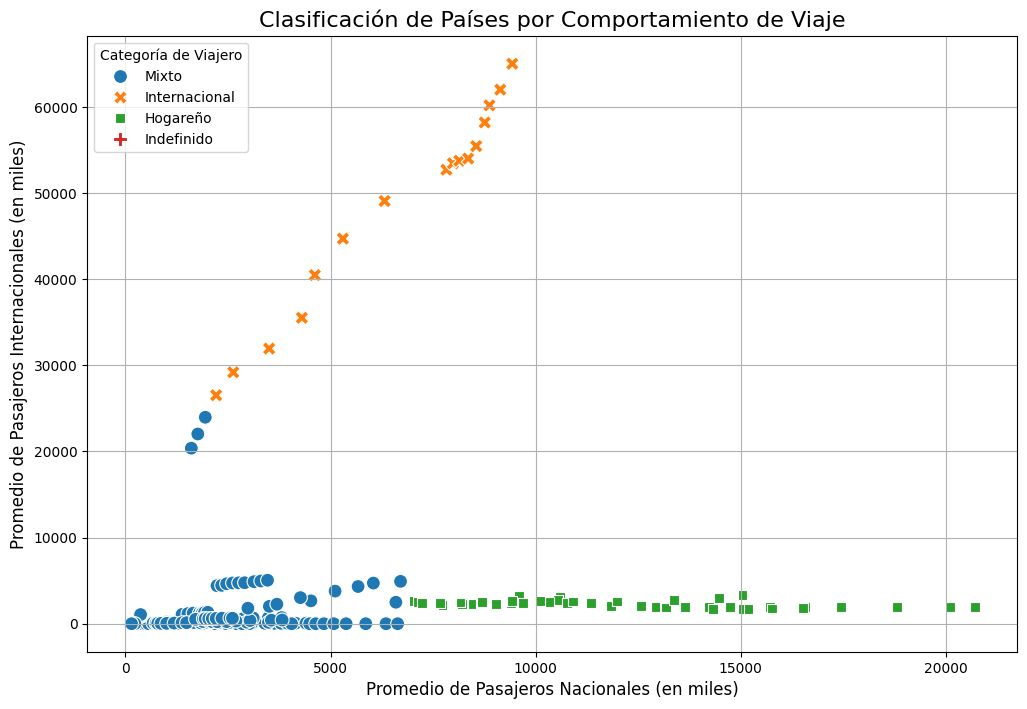 Clasificación de Países por Comportamiento de Viaje
Categoría de Viajero
Mixto
Internacional
Hogareño
Indefinido
Promedio de Pasajeros Internacionales (en miles)
60000
50000
40000
30000
20000
10000
0
0 5000 10000 15000 20000
Promedio de Pasajeros Nacionales (en miles)